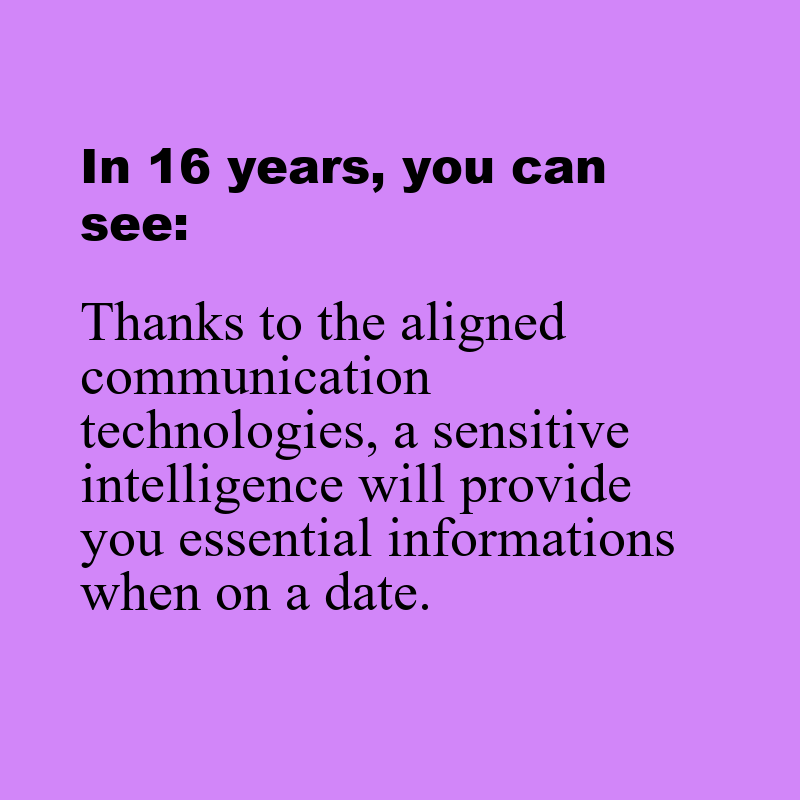 In 16 years, you can
see:
Thanks to the aligned
communication
technologies, a sensitive
intelligence will provide
you essential informations
when on a date.